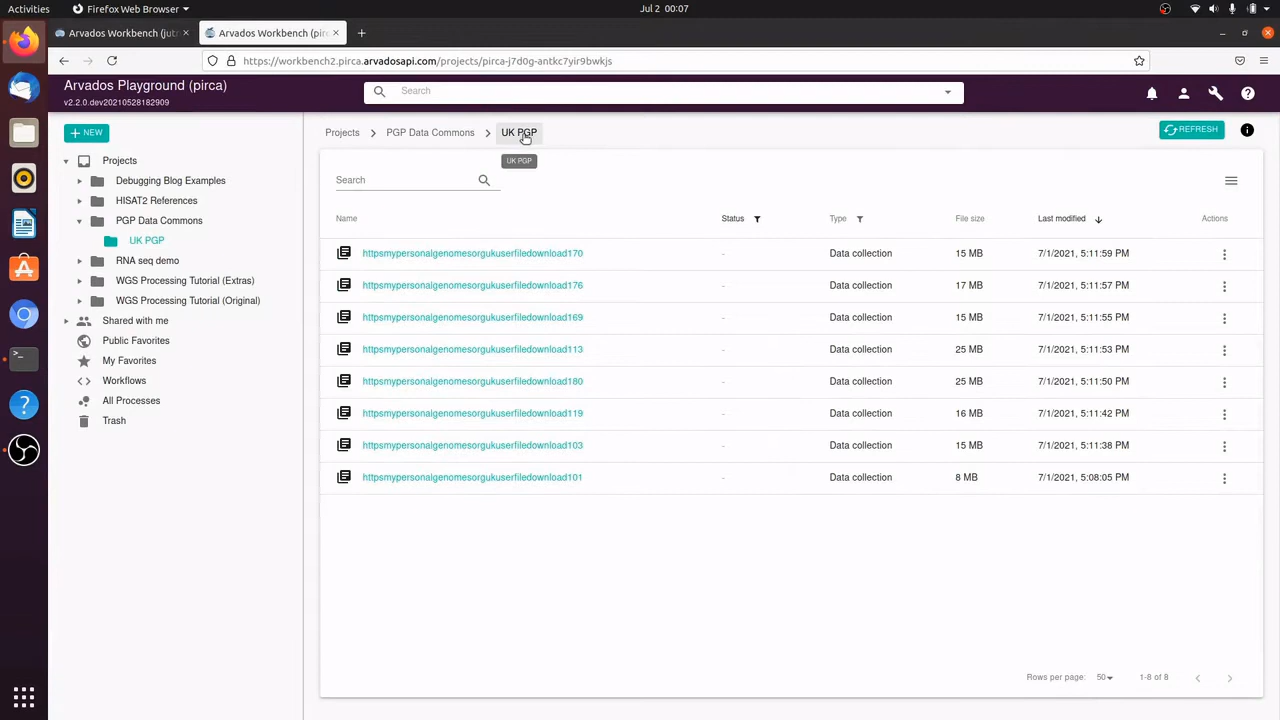 Activities Firefox Web Browser Jul 2 00:07
Arvados Workbench (jut Arvados Workbench (pirc
https://workbench2.pirca.arvadosapi.com/projects/pirca-j7d0g-antkc7yir9bwkjs
Arvados Playground (pirca)
v2.2.0.dev20210528182909
Search
+ NEW
Projects
Debugging Blog Examples
HISAT2 References
PGP Data Commons
UK PGP
RNA seq demo
WGS Processing Tutorial (Extras)
WGS Processing Tutorial (Original)
Shared with me
Public Favorites
My Favorites
Workflows
All Processes
Trash
Projects PGP Data Commons UK PGP
REFRESH
UK PGP
Search
Name Status Type File size Last modified Actions
httpsmypersonalgenomesorgukuserfiledownload170 - Data collection 15 MB 7/1/2021, 5:11:59 PM
httpsmypersonalgenomesorgukuserfiledownload176 - Data collection 17 MB 7/1/2021, 5:11:57 PM
httpsmypersonalgenomesorgukuserfiledownload169 - Data collection 15 MB 7/1/2021, 5:11:55 PM
httpsmypersonalgenomesorgukuserfiledownload113 - Data collection 25 MB 7/1/2021, 5:11:53 PM
httpsmypersonalgenomesorgukuserfiledownload180 - Data collection 25 MB 7/1/2021, 5:11:50 PM
httpsmypersonalgenomesorgukuserfiledownload119 - Data collection 16 MB 7/1/2021, 5:11:42 PM
httpsmypersonalgenomesorgukuserfiledownload103 - Data collection 15 MB 7/1/2021, 5:11:38 PM
httpsmypersonalgenomesorgukuserfiledownload101 - Data collection 8 MB 7/1/2021, 5:08:05 PM
Rows per page: 50 1-8 of 8